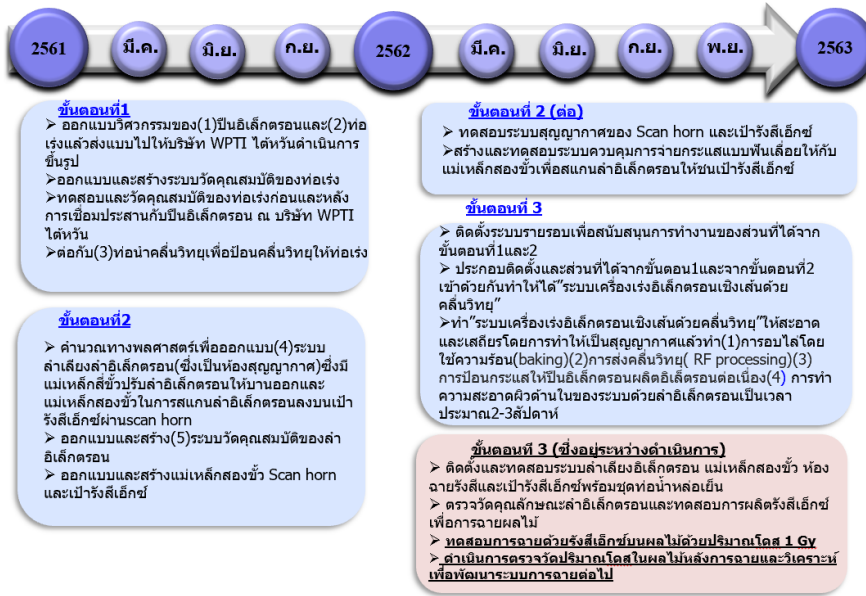 2561
มี.ค.
มิ.ย.
ก.ย.
2562
มี.ค.
มิ.ย.
ก.ย.
พ.ย.
2563
ขั้นตอนที่1
➢ ออกแบบวิศวกรรมของ(1)ปืนอิเล็กตรอนและ(2)ท่อ
เร่งแล้วส่งแบบไปให้บริษัท WPTI ไต้หวันดำเนินการ
ขึ้นรูป
➢ออกแบบและสร้างระบบวัดคุณสมบัติของท่อเร่ง
➢ทดสอบและวัดคุณสมบัติของท่อเร่งก่อนและหลัง
การเชื่อมประสานกับปืนอิเล็กตรอน ณ บริษัท WPTI
ไต้หวัน
➢ต่อกับ(3)ท่อนำคลื่นวิทยุเพื่อป้อนคลื่นวิทยุให้ท่อเร่ง
ขั้นตอนที่2
➢ คำนวณทางพลศาสตร์เพื่อออกแบบ(4)ระบบ
ลำเลียงลำอิเล็กตรอน(ซึ่งเป็นห้องสุญญากาศ)ซึ่งมี
แม่เหล็กสี่ขั้วปรับลำอิเล็กตรอนให้บานออกและ
แม่เหล็กสองขั้วในการสแกนลำอิเล็กตรอนลงบนเป้า
รังสีเอ็กซ์ผ่านscan horn
➢ ออกแบบและสร้าง(5)ระบบวัดคุณสมบัติของลำ
อิเล็กตรอน
➢ ออกแบบและสร้างแม่เหล็กสองขั้ว Scan horn
และเป้ารังสีเอ็กซ์
ขั้นตอนที่ 2 (ต่อ)
➢ ทดสอบระบบสุญญากาศของ Scan horn และเป้ารังสีเอ็กซ์
➢สร้างและทดสอบระบบควบคุมการจ่ายกระแสแบบฟันเลื่อยให้กับ
แม่เหล็กสองขั้วเพื่อสแกนลำอิเล็กตรอนให้ชนเป้ารังสีเอ็กซ์
ขั้นตอนที่ 3
➢ ติดตั้งระบบรายรอบเพื่อสนับสนุนการทำงานของส่วนที่ได้จาก
ขั้นตอนที่1และ2
➢ ประกอบติดตั้งและส่วนที่ได้จากขั้นตอน1และจากขั้นตอนที่2
เข้าด้วยกันทำให้ได้"ระบบเครื่องเร่งอิเล็กตรอนเชิงเส้นด้วย
คลื่นวิทยุ"
➢ทำ"ระบบเครื่องเร่งอิเล็กตรอนเชิงเส้นด้วยคลื่นวิทยุ"ให้สะอาด
และเสถียรโดยการทำให้เป็นสุญญากาศแล้วทำ(1)การอบไล่โดย
ใช้ความร้อน(baking)(2)การส่งคลื่นวิทยุ( RF processing)(3)
การป้อนกระแสให้ปืนอิเล็กตรอนผลิตอิเล็ตรอนต่อเนื่อง(4) การทำ
ความสะอาดผิวด้านในของระบบด้วยลำอิเล็กตรอนเป็นเวลา
ประมาณ2-3สัปดาห์
ขั้นตอนที่ 3 (ซึ่งอยู่ระหว่างดำเนินการ)
➢ ติดตั้งและทดสอบระบบลำเลียงอิเล็กตรอน แม่เหล็กสองขั้ว ห้อง
ฉายรังสีและเป้ารังสีเอ็กซ์พร้อมชุดท่อน้ำหล่อเย็น
➢ ตรวจวัดคุณลักษณะลำอิเล็กตรอนและทดสอบการผลิตรังสีเอ็กซ์
เพื่อการฉายผลไม้
➢ ทดสอบการฉายด้วยรังสีเอ็กซ์บนผลไม้ด้วยปริมาณโดส 1 Gy
➢ ดำเนินการตรวจวัดปริมาณโดสในผลไม้หลังการฉายและวิเคราะห์
เพื่อพัฒนาระบบการฉายต่อไป